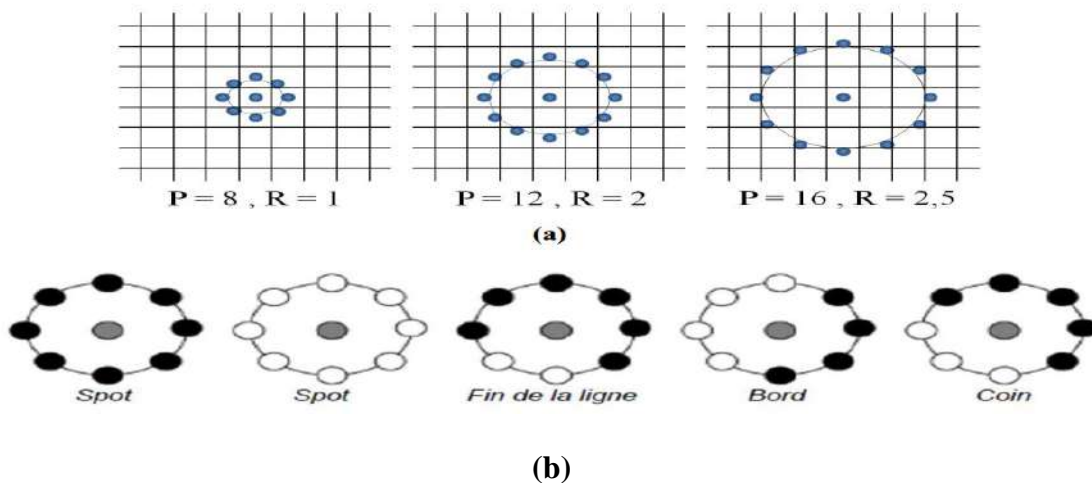 P = 8 , R = 1
P = 12 , R = 2
P = 16 , R = 2,5
(a)
Spot
Spot
Fin de la ligne
Bord
Coin
(b)